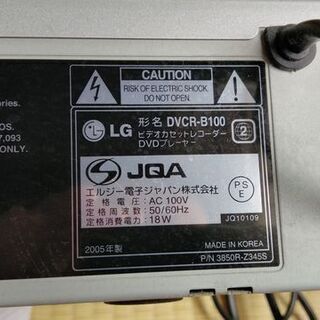 CAUTION
RISK OF ELECTRIC SHOCK
DO NOT OPEN.
ries.
OS.
7,093
ONLY.
LG 形名 DVCR-B100
ビデオカセットレコーダー
DVDプレーヤー
2
JQA
エルジー電子ジャパン株式会社
定格電圧:AC 100V
定格周波数:50/60Hz
定格消費電力:18W
PS
E
JQ10109
2005年製
MADE IN KOREA
P/N 3850R-Z345S